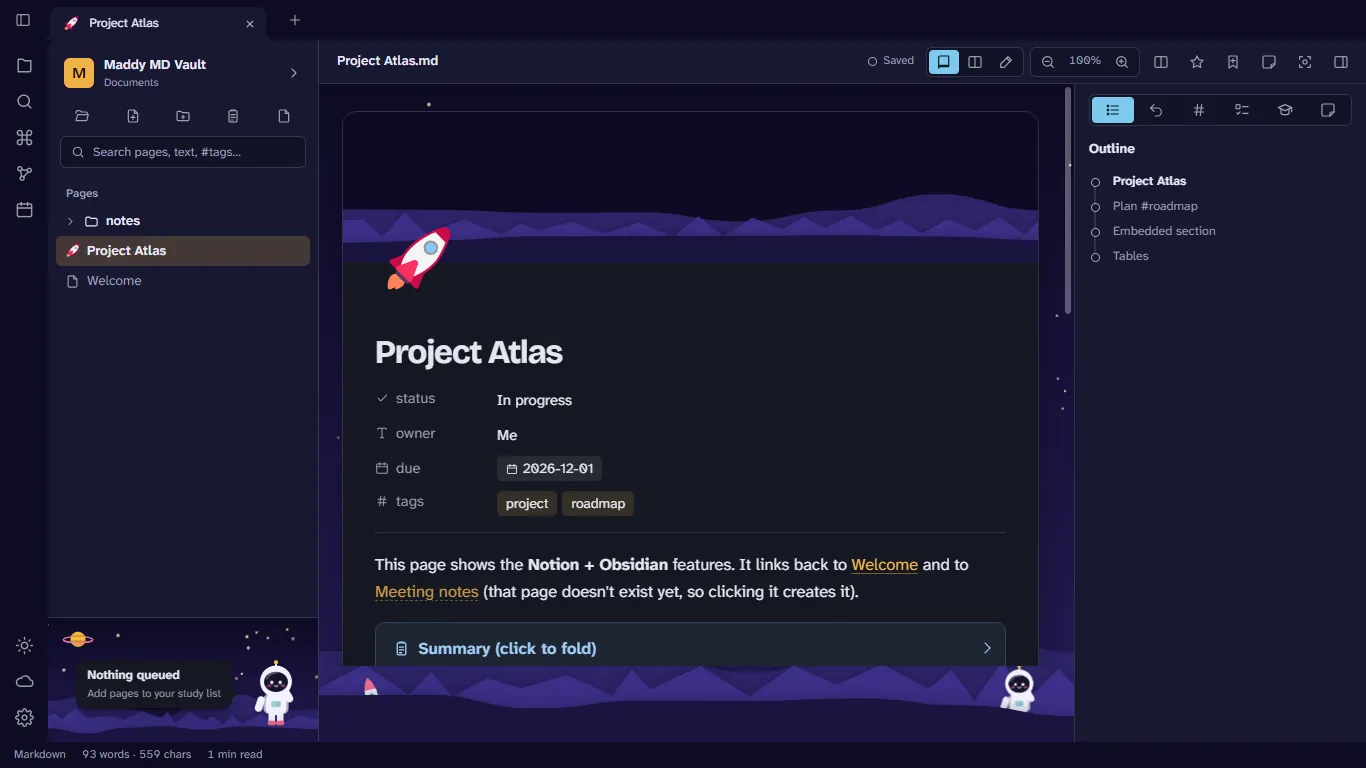 Project Atlas
M
Maddy MD Vault
Documents
Search pages, text, #tags...
Pages
notes
Project Atlas
Welcome
Nothing queued
Add pages to your study list
Project Atlas.md
Saved
100%
Project Atlas
status In progress
owner Me
due 2026-12-01
# tags project roadmap
This page shows the Notion + Obsidian features. It links back to Welcome and to
Meeting notes (that page doesn't exist yet, so clicking it creates it).
Summary (click to fold)
Outline
Project Atlas
Plan #roadmap
Embedded section
Tables
Markdown 93 words · 559 chars 1 min read